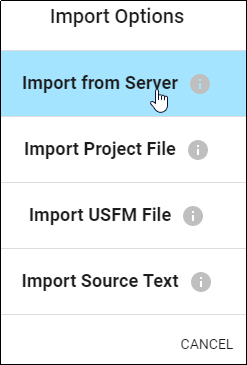 Import Options
Import from Server
Import Project File
Import USFM File
Import Source Text
CANCEL